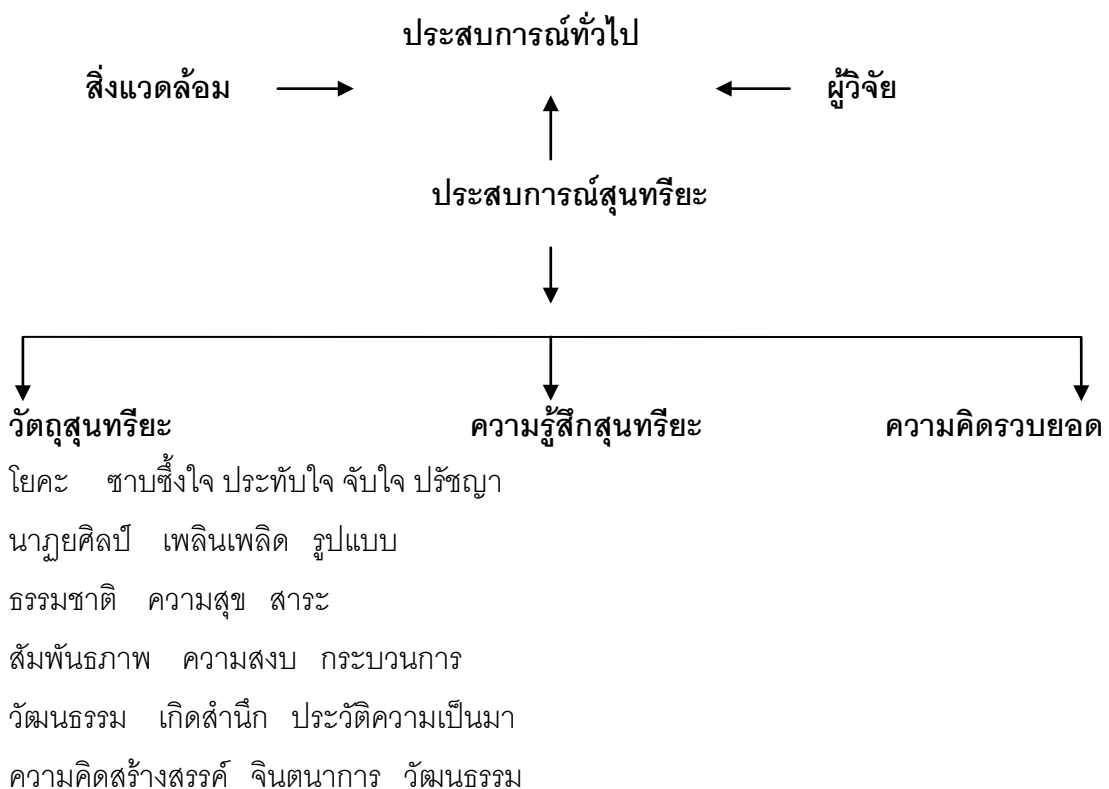 ประสบการณ์ทั่วไป
สิ่งแวดล้อม ผู้วิจัย
ประสบการณ์สุนทรียะ
วัตถุสุนทรียะ ความรู้สึกสุนทรียะ ความคิดรวบยอด
โยคะ ซาบซึ้งใจ ประทับใจ จับใจ ปรัชญา
นาฏยศิลป์ เพลินเพลิด รูปแบบ
ธรรมชาติ ความสุข สาระ
สัมพันธภาพ ความสงบ กระบวนการ
วัฒนธรรม เกิดสำนึก ประวัติความเป็นมา
ความคิดสร้างสรรค์ จินตนาการ วัฒนธรรม